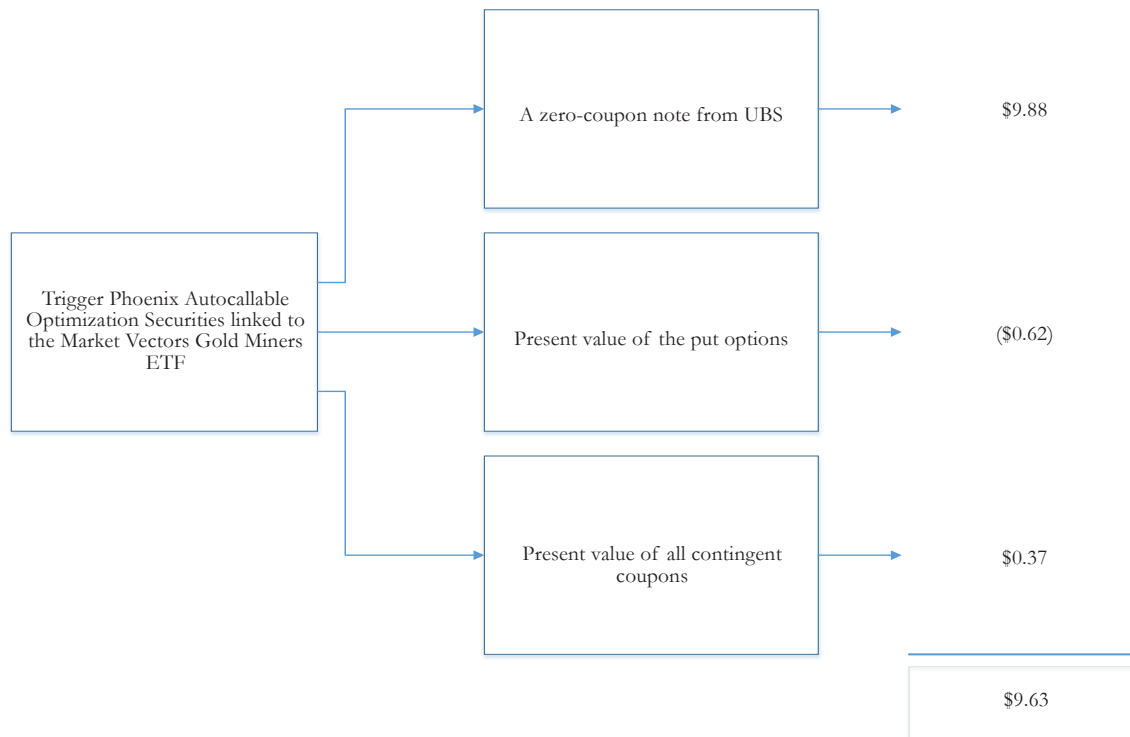 A zero-coupon note from UBS
$9.88
Trigger Phoenix Autocallable
Optimization Securities linked to
the Market Vectors Gold Miners
ETF
Present value of the put options
($0.62)
Present value of all contingent
coupons
$0.37
$9.63